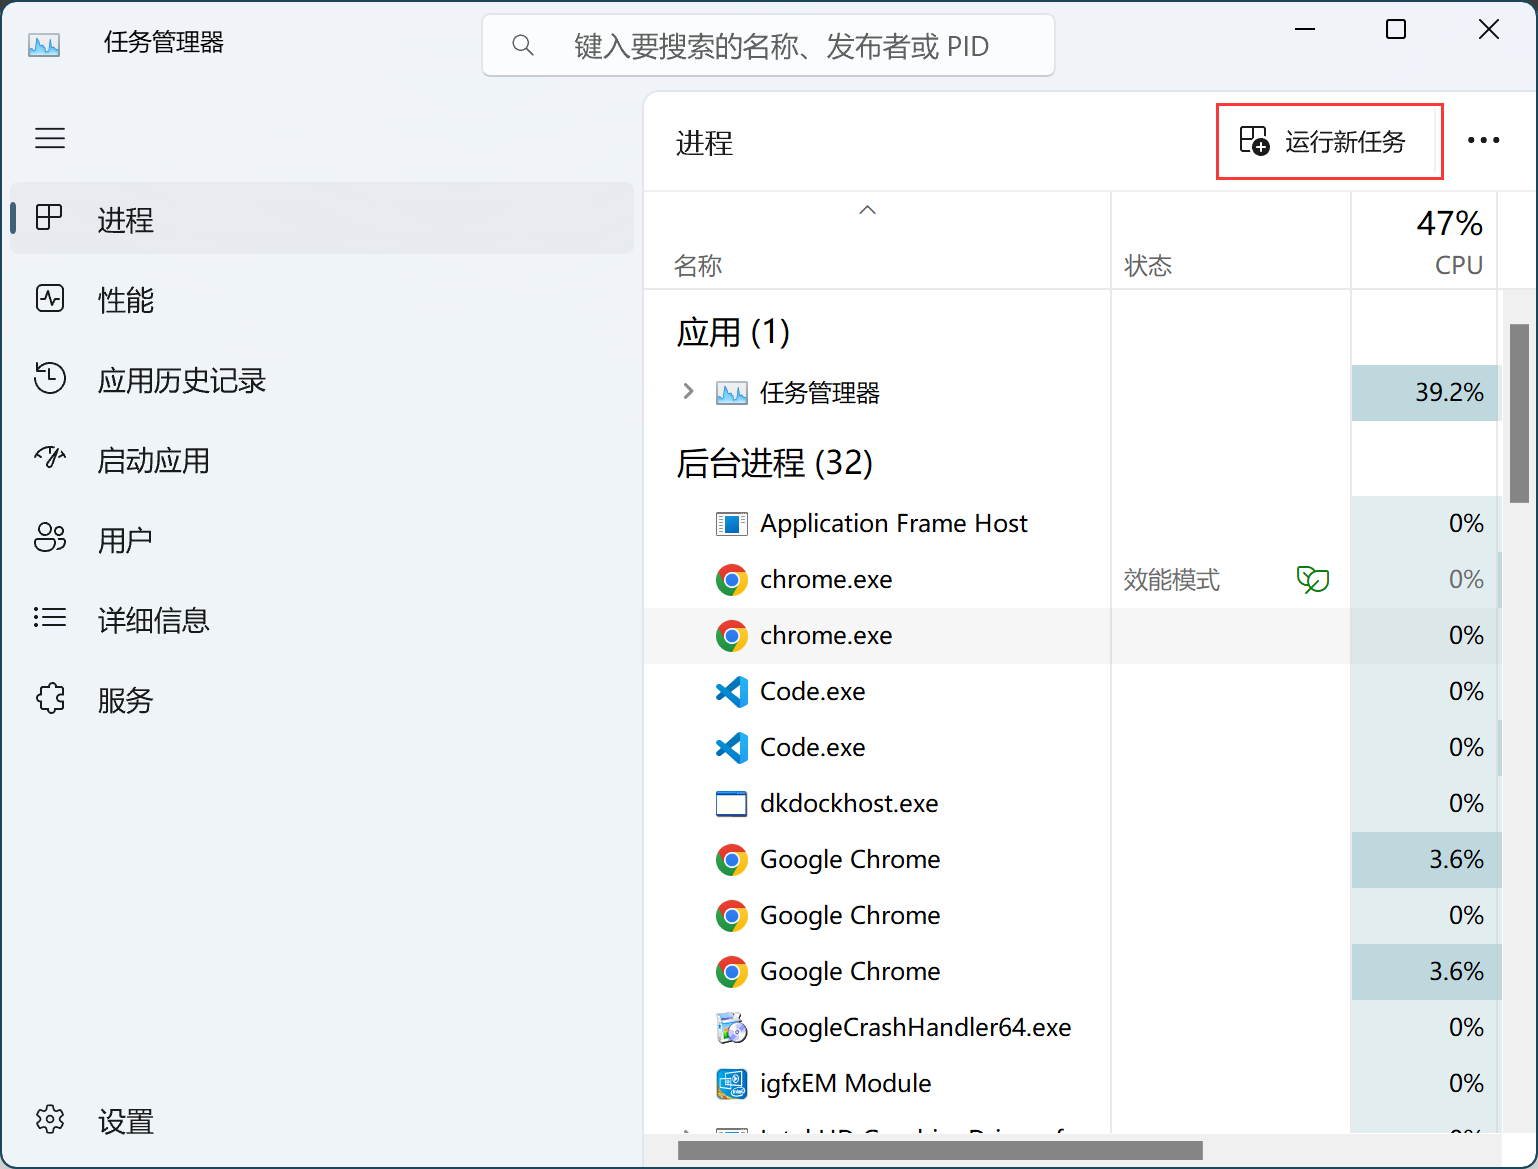 任务管理器
键入要搜索的名称、发布者或 PID
进程
性能
应用历史记录
启动应用
用户
详细信息
服务
设置
进程
运行新任务
名称
状态
47%
CPU
应用 (1)
任务管理器 39.2%
后台进程 (32)
Application Frame Host 0%
chrome.exe 效能模式 0%
chrome.exe 0%
Code.exe 0%
Code.exe 0%
dkdockhost.exe 0%
Google Chrome 3.6%
Google Chrome 0%
Google Chrome 3.6%
GoogleCrashHandler64.exe 0%
igfxEM Module 0%